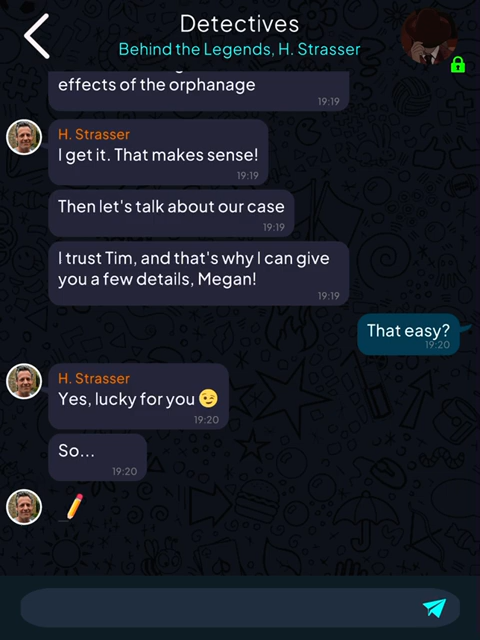 Detectives
Behind the Legends, H. Strasser
effects of the orphanage
19:19
H. Strasser
I get it. That makes sense!
19:19
Then let's talk about our case
19:19
I trust Tim, and that's why I can give
you a few details, Megan!
19:19
That easy?
19:20
H. Strasser
Yes, lucky for you 😉
19:20
So...
19:20